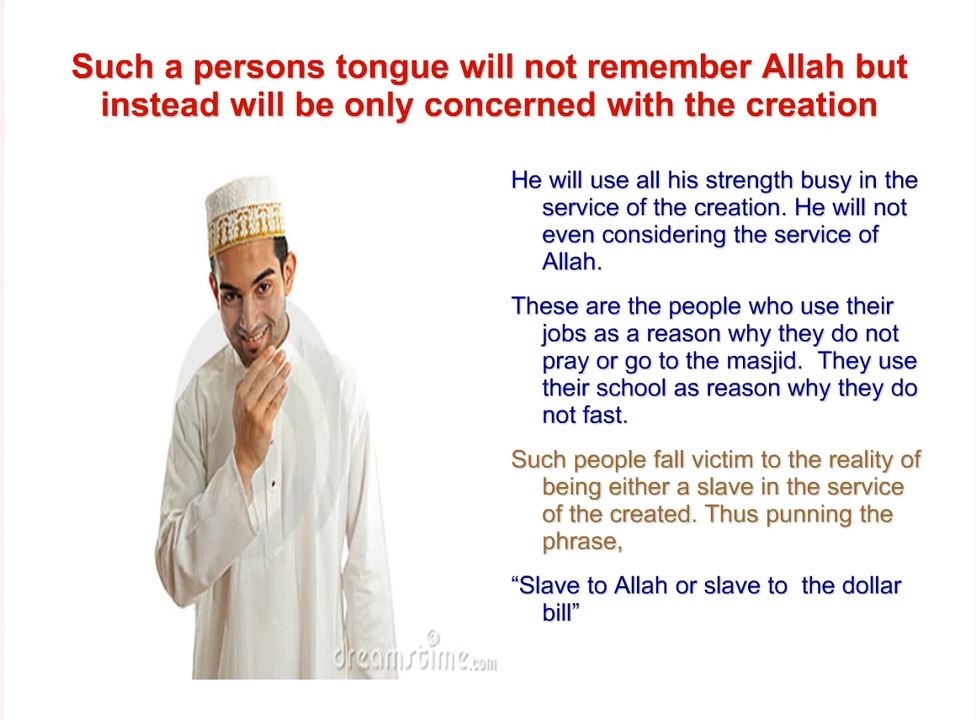 Such a persons tongue will not remember Allah but
instead will be only concerned with the creation
He will use all his strength busy in the
service of the creation. He will not
even considering the service of
Allah.
These are the people who use their
jobs as a reason why they do not
pray or go to the masjid.  They use
their school as reason why they do
not fast.
Such people fall victim to the reality of
being either a slave in the service
of the created. Thus punning the
phrase,
“Slave to Allah or slave to  the dollar
bill”
dreamstime.com